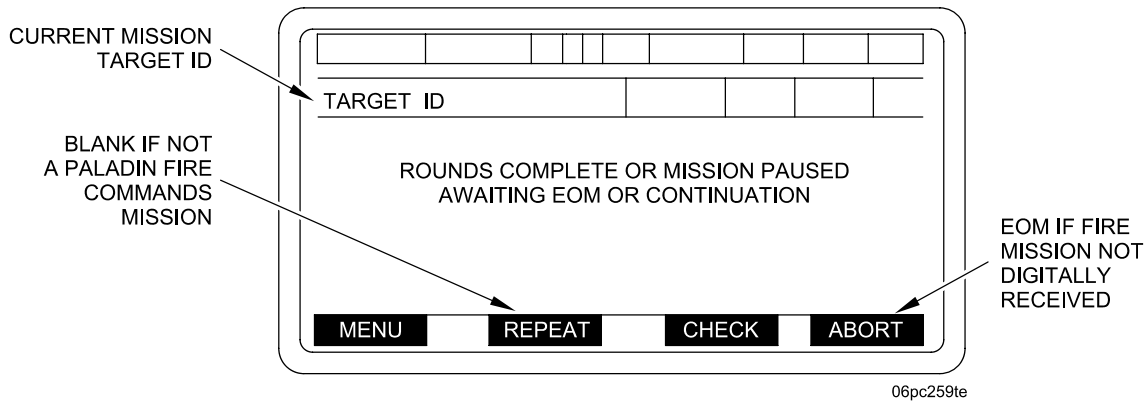 CURRENT MISSION
TARGET ID
TARGET ID
BLANK IF NOT
A PALADIN FIRE
COMMANDS
MISSION
ROUNDS COMPLETE OR MISSION PAUSED
AWAITING EOM OR CONTINUATION
EOM IF FIRE
MISSION NOT
DIGITALLY
RECEIVED
MENU
REPEAT
CHECK
ABORT
06pc259te